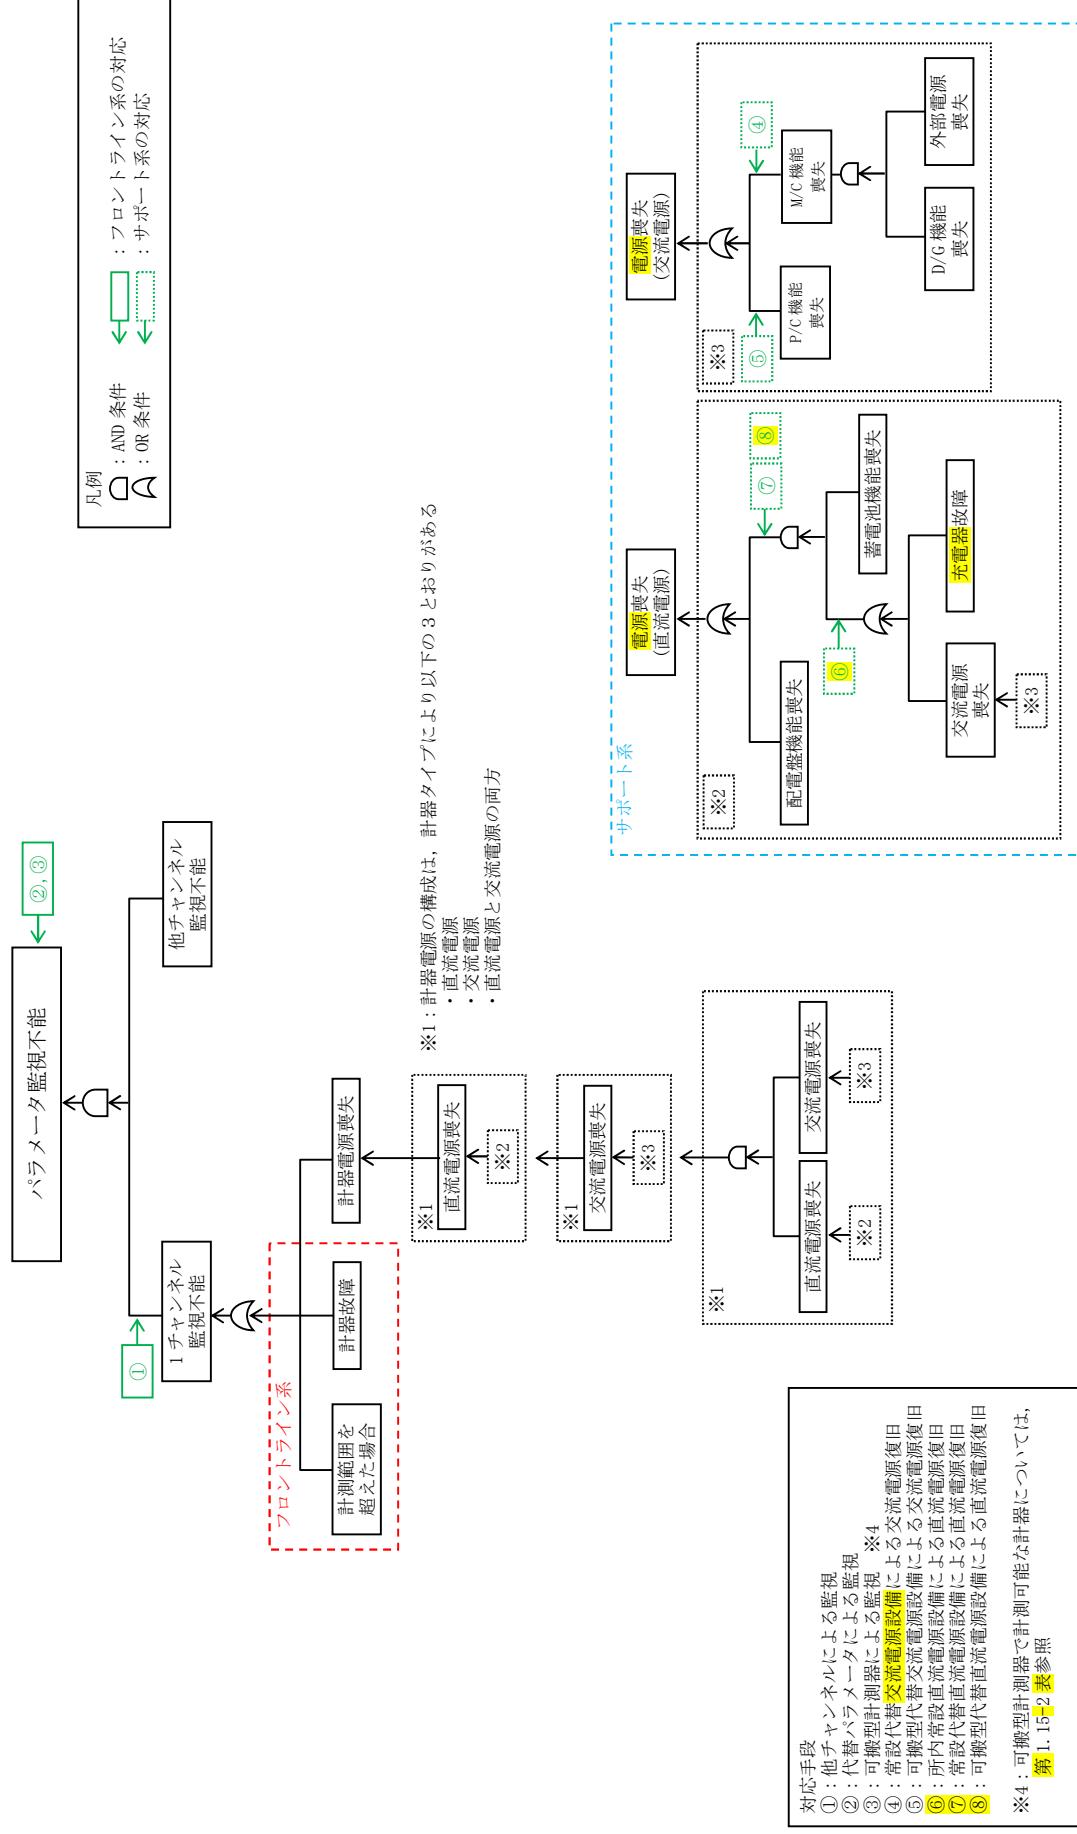 パラメータ監視不能
②,③
①
1 チャンネル
監視不能
他チャンネル
監視不能
フロントライン系
計測範囲を
超えた場合
計器故障
計器電源喪失
※1
直流電源喪失
※2
※1
交流電源喪失
※3
※1
直流電源喪失
※2
交流電源喪失
※3
※1：計器電源の構成は，計器タイプにより以下の３とおりがある
・直流電源
・交流電源
・直流電源と交流電源の両方
凡例
：AND 条件
：フロントライン系の対応
：OR 条件
：サポート系の対応
サポート系
電源喪失
(直流電源)
※2
配電盤機能喪失
⑦
⑧
⑥
蓄電池機能喪失
交流電源
喪失
※3
充電器故障
電源喪失
(交流電源)
※3
⑤
④
P/C 機能
喪失
M/C 機能
喪失
D/G 機能
喪失
外部電源
喪失
対応手段
①：他チャンネルによる監視
②：代替パラメータによる監視
③：可搬型計測器による監視　※4
④：常設代替交流電源設備による交流電源復旧
⑤：可搬型代替交流電源設備による交流電源復旧
⑥：所内常設直流電源設備による直流電源復旧
⑦：常設代替直流電源設備による直流電源復旧
⑧：可搬型代替直流電源設備による直流電源復旧
※4：可搬型計測器で計測可能な計器については，
第 1.15-2 表参照